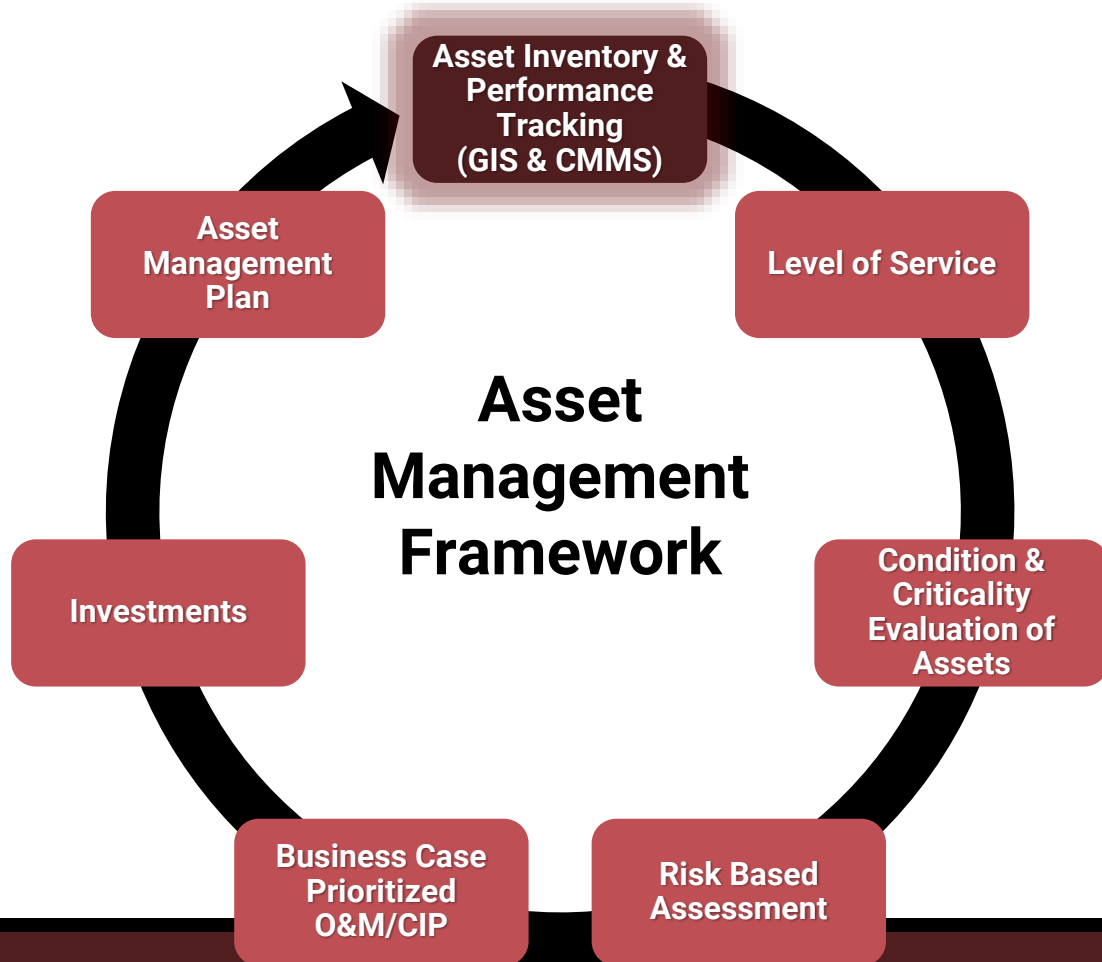 Asset Inventory &
Performance
Tracking
(GIS & CMMS)
Level of Service
Condition &
Criticality
Evaluation of
Assets
Risk Based
Assessment
Business Case
Prioritized
O&M/CIP
Investments
Asset
Management
Plan
Asset
Management
Framework